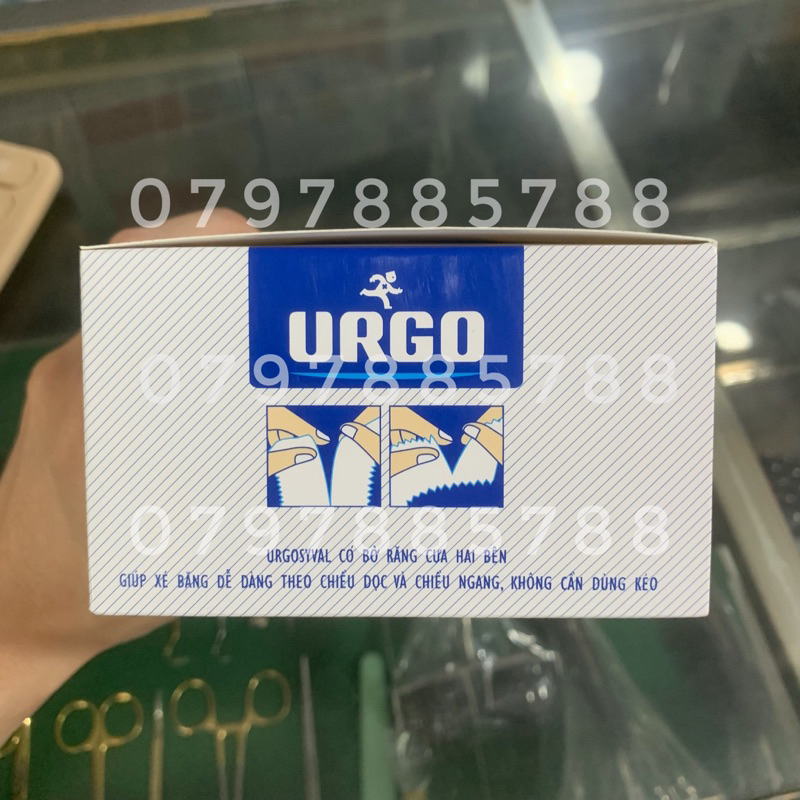 0797885788
URGO
0797885788
0797885788
URGOSYVAL CÓ BỜ RĂNG CƯA HAI BÊN
GIÚP XÉ BĂNG DỄ DÀNG THEO CHIỀU DỌC VÀ CHIỀU NGANG, KHÔNG CẦN DÙNG KÉO